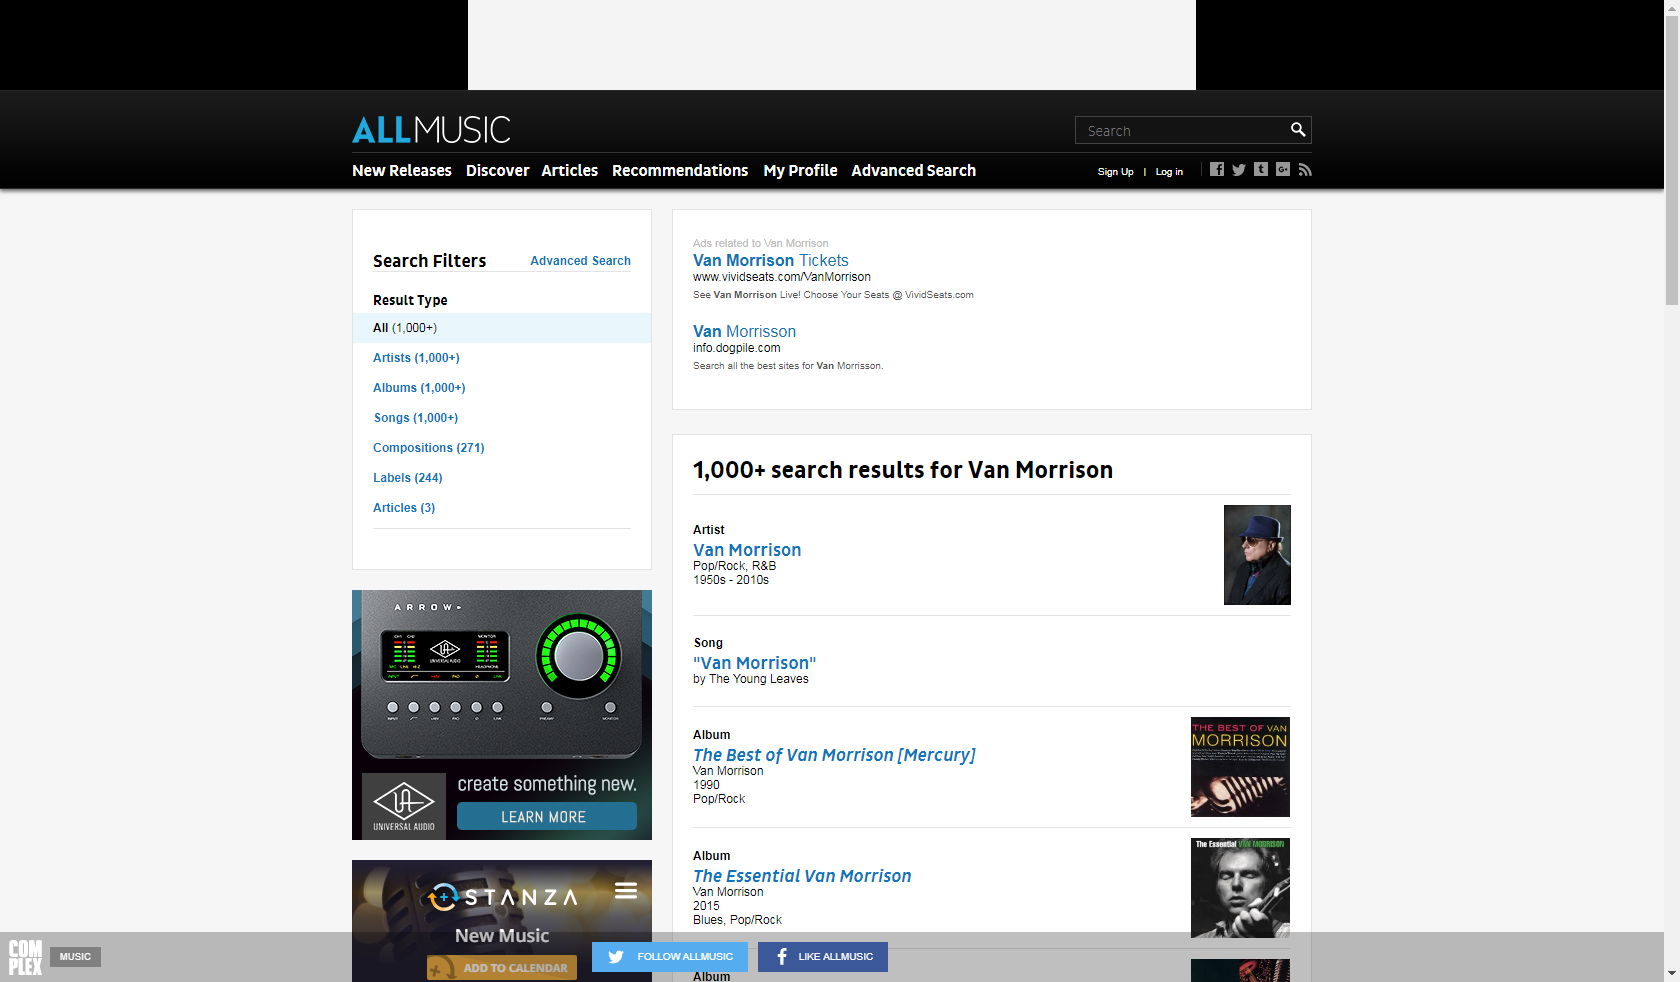 ALLMUSIC
Search
New Releases Discover Articles Recommendations My Profile Advanced Search
Sign Up | Log in
Search Filters
Advanced Search
Result Type
All (1,000+)
Artists (1,000+)
Albums (1,000+)
Songs (1,000+)
Compositions (271)
Labels (244)
Articles (3)
ARROW
UNIVERSAL AUDIO
create something new.
UNIVERSAL AUDIO
LEARN MORE
STANZA
New Music
ADD TO CALENDAR
Ads related to Van Morrison
Van Morrison Tickets
www.vividseats.com/VanMorrison
See Van Morrison Live! Choose Your Seats @ VividSeats.com
Van Morrisson
info.dogpile.com
Search all the best sites for Van Morrisson.
1,000+ search results for Van Morrison
Artist
Van Morrison
Pop/Rock, R&B
1950s - 2010s
Song
"Van Morrison"
by The Young Leaves
Album
The Best of Van Morrison [Mercury]
Van Morrison
1990
Pop/Rock
THE BEST OF VAN
MORRISON
Album
The Essential Van Morrison
Van Morrison
2015
Blues, Pop/Rock
The Essential VAN MORRISON
Album
COMPLEX
MUSIC
FOLLOW ALLMUSIC
LIKE ALLMUSIC